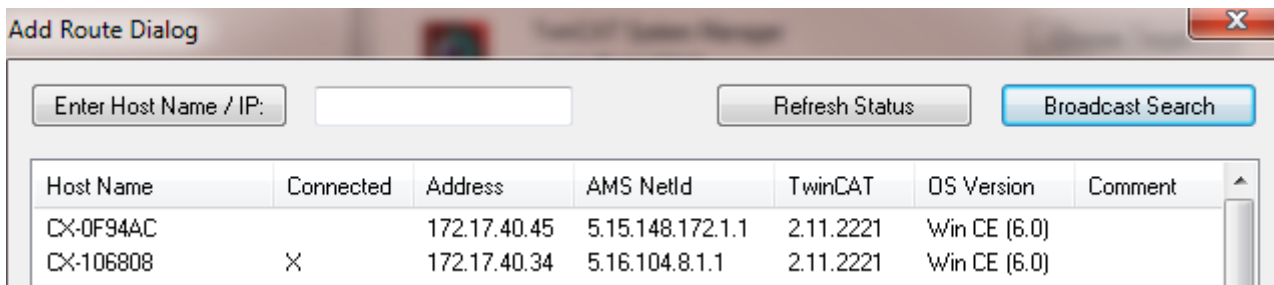 Add Route Dialog
TwinCAT System Manager
Enter Host Name / IP: Refresh Status Broadcast Search
Host Name Connected Address AMS NetId TwinCAT OS Version Comment
CX-0F94AC 172.17.40.45 5.15.148.172.1.1 2.11.2221 Win CE (6.0)
CX-106808 X 172.17.40.34 5.16.104.8.1.1 2.11.2221 Win CE (6.0)